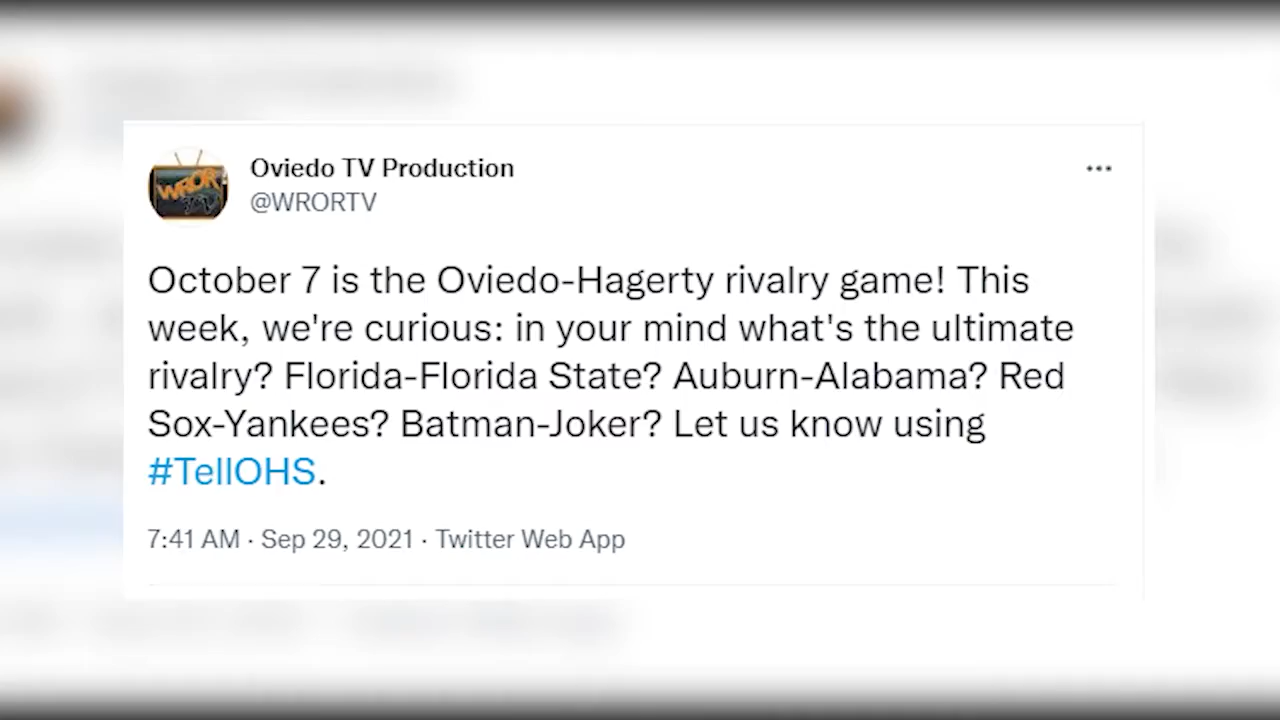 Oviedo TV Production
@WRORTV
WROR
TV
October 7 is the Oviedo-Hagerty rivalry game! This
week, we're curious: in your mind what's the ultimate
rivalry? Florida-Florida State? Auburn-Alabama? Red
Sox-Yankees? Batman-Joker? Let us know using
#TellOHS.
7:41 AM · Sep 29, 2021 · Twitter Web App